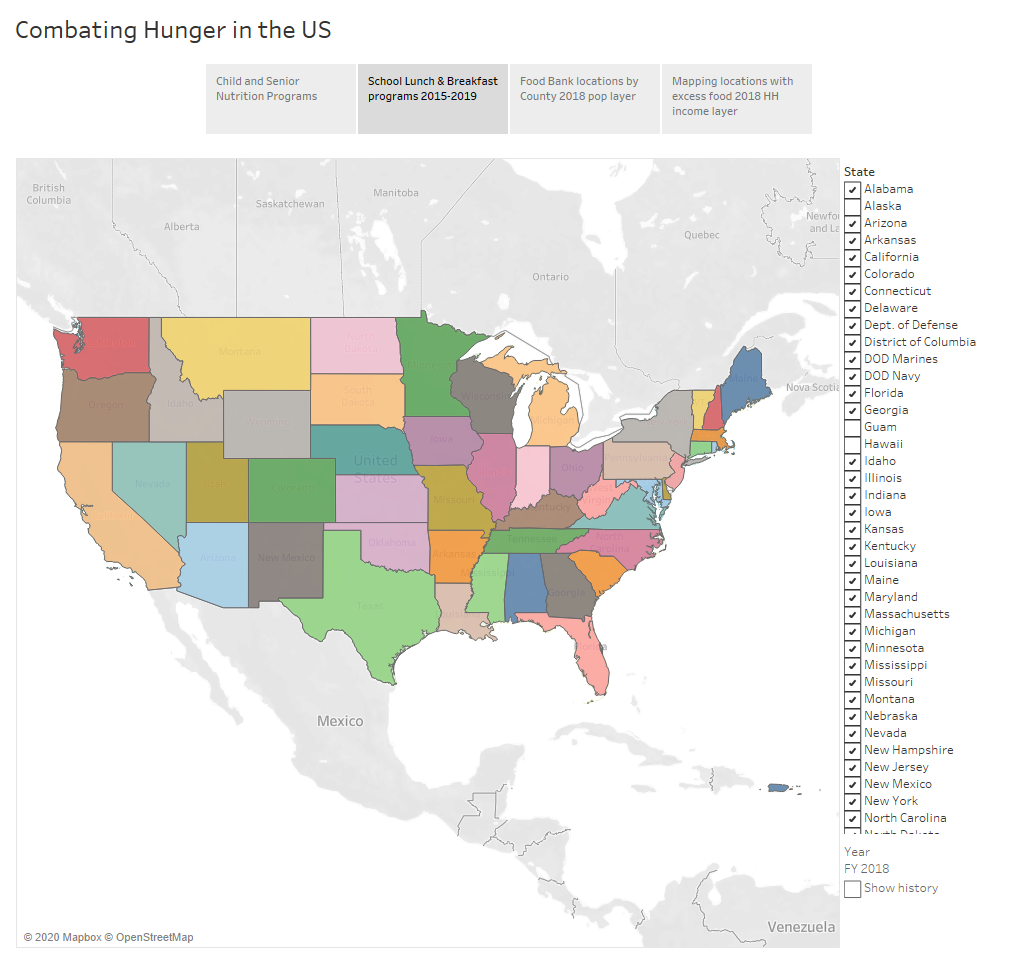 Combating Hunger in the US
Child and Senior
Nutrition Programs
School Lunch & Breakfast
programs 2015-2019
Food Bank locations by
County 2018 pop layer
Mapping locations with
excess food 2018 HH
income layer
British
Columbia
Alberta
Saskatchewan
Manitoba
Ontario
Quebec
Newfo
and La
Nova Scotia
Montana
South
Dakota
Oregon
Idaho
Wisconsin
Michigan
Maine
Iowa
Nevada
United
States
Ohio
Pennsylvania
Missouri
Kentucky
Arizona
New Mexico
Oklahoma
Arkansas
Tennessee
North
Carolina
Mississippi
Georgia
Texas
Florida
Mexico
Venezuela
© 2020 Mapbox © OpenStreetMap
State
Alabama
Alaska
Arizona
Arkansas
California
Colorado
Connecticut
Delaware
Dept. of Defense
District of Columbia
DOD Marines
DOD Navy
Florida
Georgia
Guam
Hawaii
Idaho
Illinois
Indiana
Iowa
Kansas
Kentucky
Louisiana
Maine
Maryland
Massachusetts
Michigan
Minnesota
Mississippi
Missouri
Montana
Nebraska
Nevada
New Hampshire
New Jersey
New Mexico
New York
North Carolina
North Dakota
Year
FY 2018
Show history